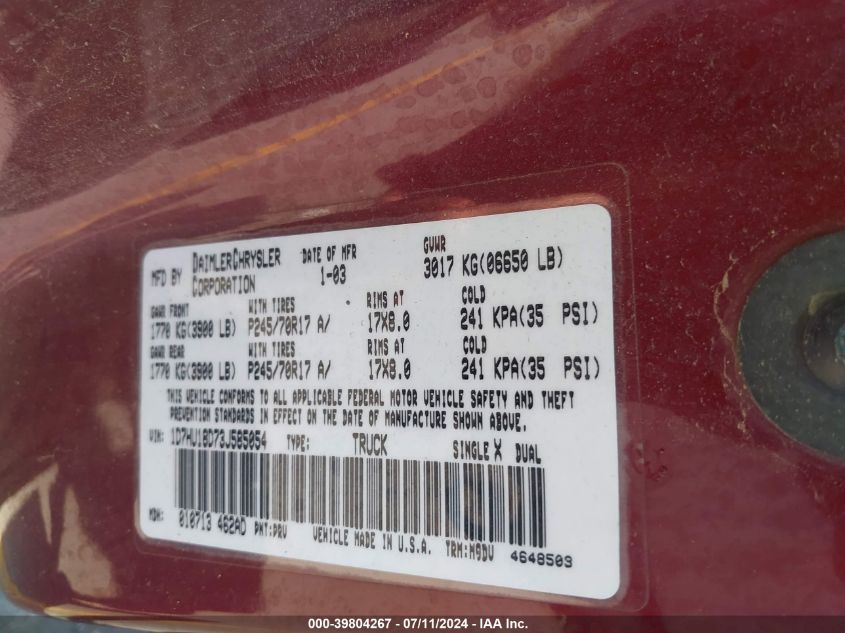 MFD BY DAIMLERCHRYSLER CORPORATION DATE OF MFR 1-03 GVWR 3017 KG(06650 LB)
GAWR FRONT WITH TIRES RIMS AT COLD
1770 KG(3900 LB) P245/70R17 A/ 17X8.0 241 KPA(35 PSI)
GAWR REAR WITH TIRES RIMS AT COLD
1770 KG(3900 LB) P245/70R17 A/ 17X8.0 241 KPA(35 PSI)
THIS VEHICLE CONFORMS TO ALL APPLICABLE FEDERAL MOTOR VEHICLE SAFETY AND THEFT
PREVENTION STANDARDS IN EFFECT ON THE DATE OF MANUFACTURE SHOWN ABOVE.
VIN: 1D7HU18D73J585054 TYPE: TRUCK SINGLE X DUAL
MDH: 010713 462AD PNT:PRV VEHICLE MADE IN U.S.A. TRM:M9DV 4648503
000-39804267 - 07/11/2024 - IAA Inc.